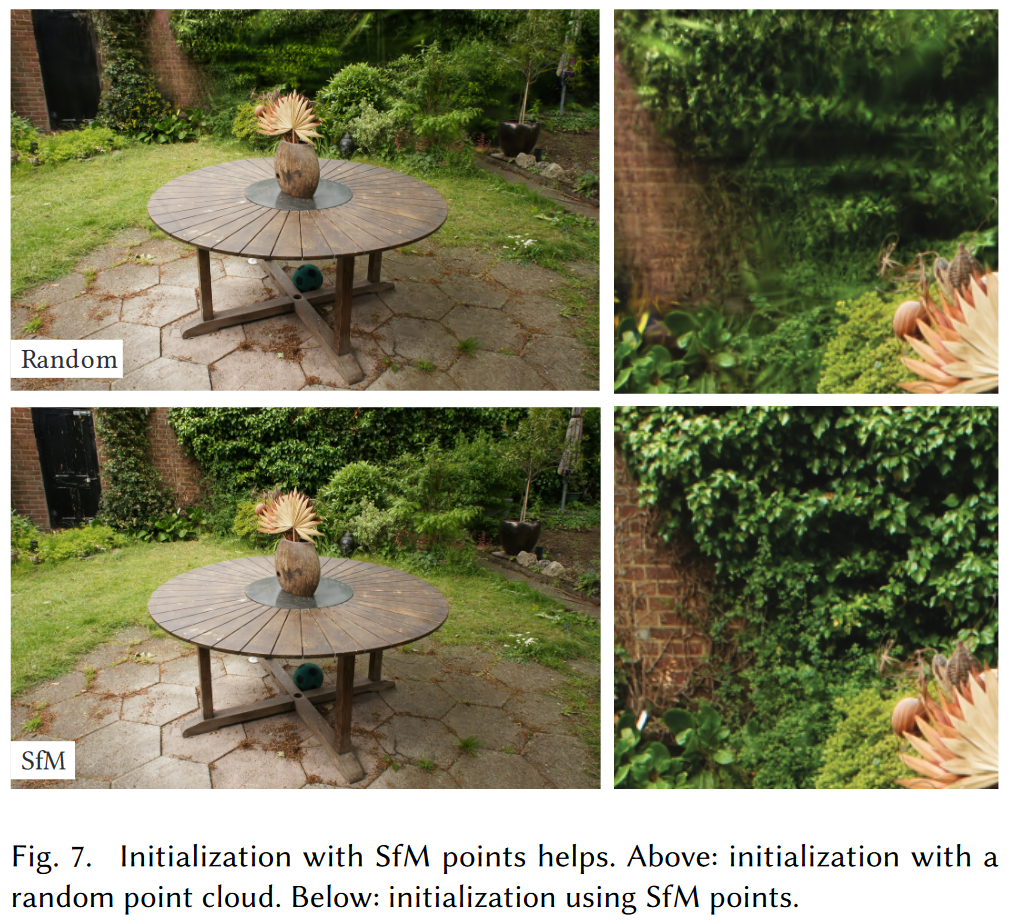 Random
SfM
Fig. 7. Initialization with SfM points helps. Above: initialization with a
random point cloud. Below: initialization using SfM points.